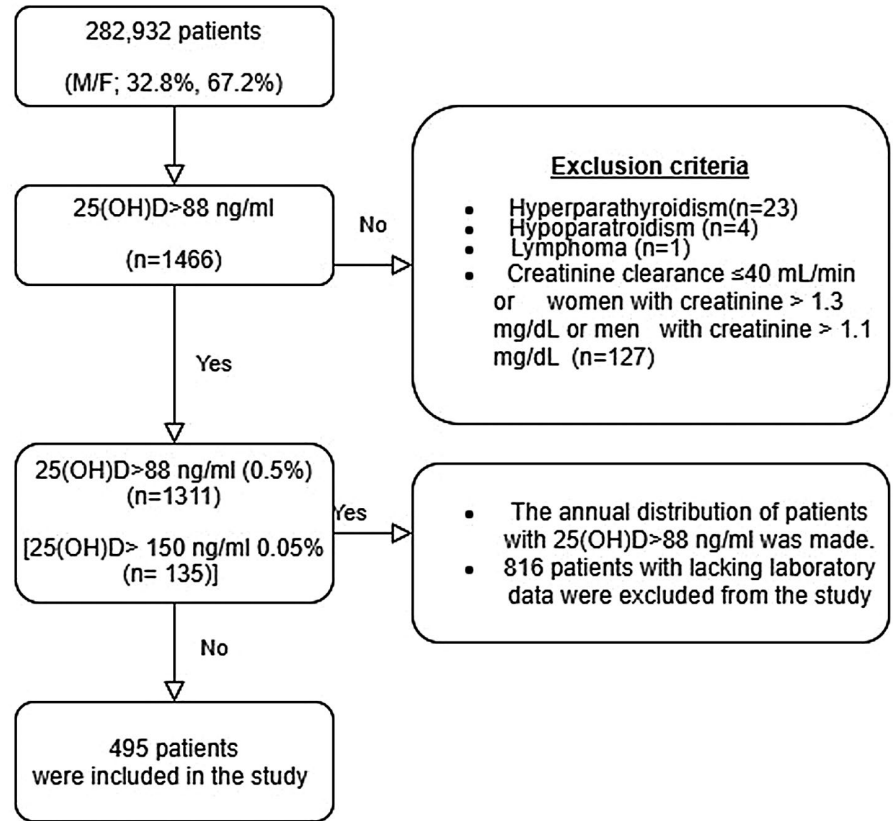 282,932 patients
(M/F; 32.8%, 67.2%)
25(OH)D>88 ng/ml
(n=1466)
No
Exclusion criteria
• Hyperparathyroidism(n=23)
• Hypoparatroidism (n=4)
• Lymphoma (n=1)
• Creatinine clearance ≤40 mL/min
or women with creatinine > 1.3
mg/dL or men with creatinine > 1.1
mg/dL (n=127)
Yes
25(OH)D>88 ng/ml (0.5%)
(n=1311)
[25(OH)D> 150 ng/ml 0.05%
(n= 135)]
Yes
• The annual distribution of patients
with 25(OH)D>88 ng/ml was made.
• 816 patients with lacking laboratory
data were excluded from the study
No
495 patients
were included in the study